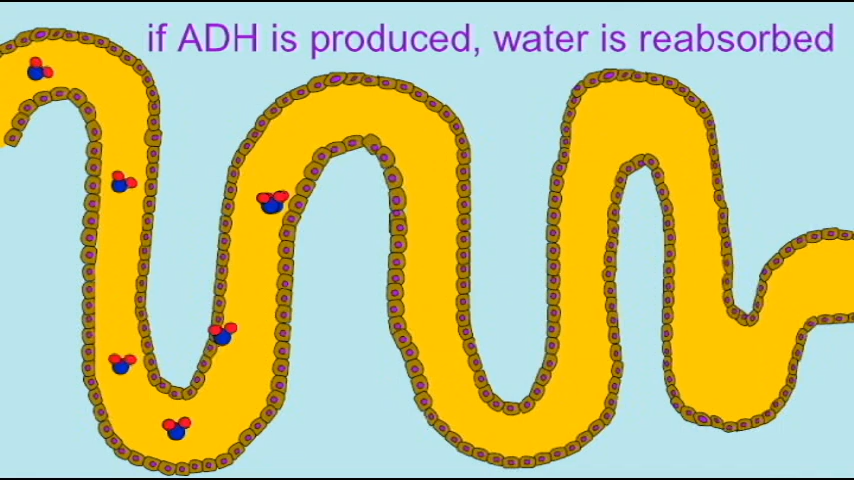 if ADH is produced, water is reabsorbed